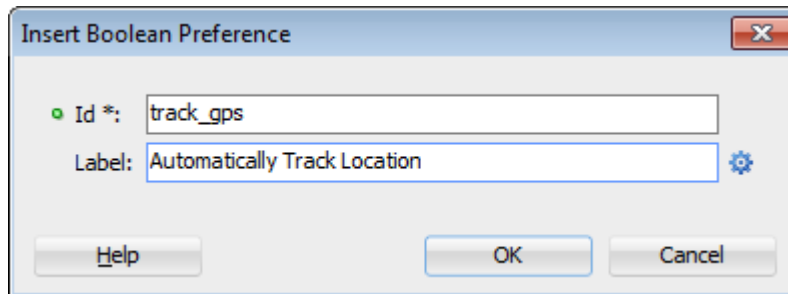 Insert Boolean Preference
Id *: track_gps
Label: Automatically Track Location
Help OK Cancel